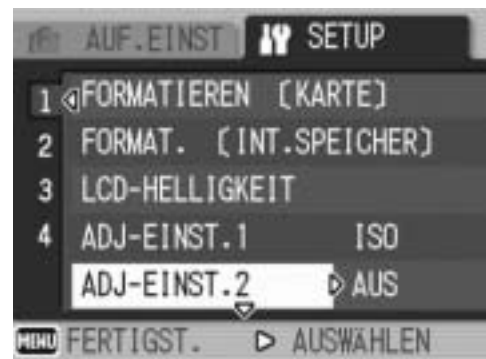 AUF.EINST SETUP
1 FORMATIEREN [KARTE]
2 FORMAT. [INT.SPEICHER]
3 LCD-HELLIGKEIT
4 ADJ-EINST.1 ISO
ADJ-EINST.2 AUS
MENU FERTIGST. AUSWÄHLEN